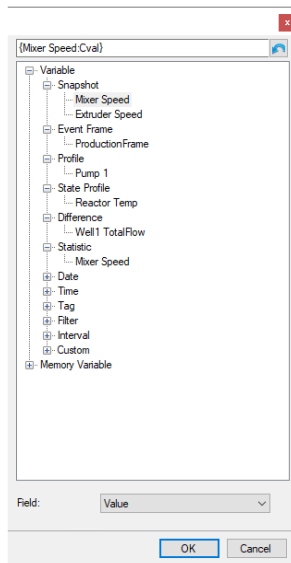 x
{Mixer Speed:Cval}
Variable
Snapshot
Mixer Speed
Extruder Speed
Event Frame
ProductionFrame
Profile
Pump 1
State Profile
Reactor Temp
Difference
Well1 TotalFlow
Statistic
Mixer Speed
Date
Time
Tag
Filter
Interval
Custom
Memory Variable
Field: Value
OK Cancel